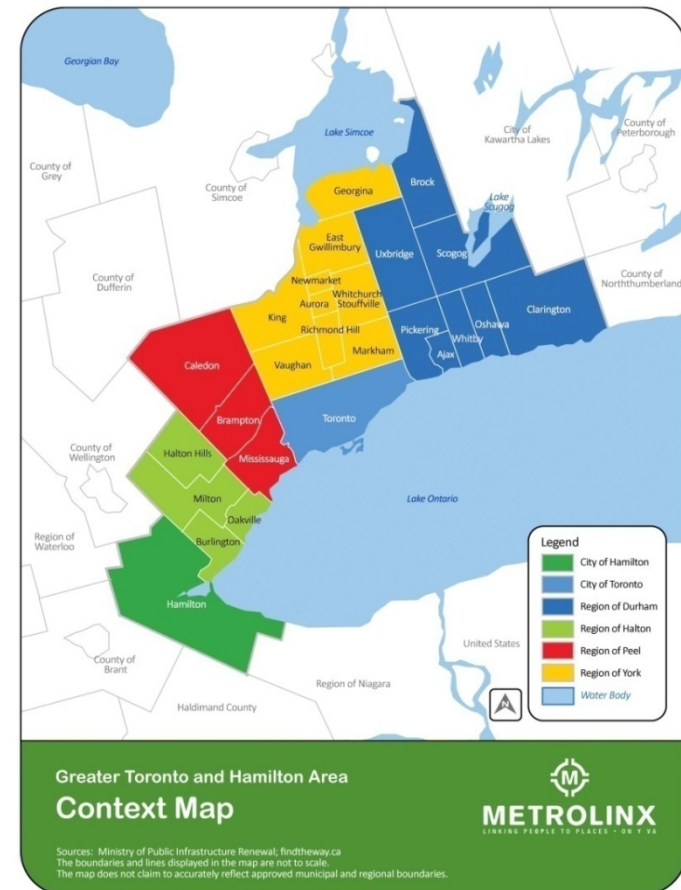 Georgian Bay
Lake Simcoe
City of
Kawartha Lakes
County of
Peterborough
County of
Grey
County of
Simcoe
Brock
Georgina
Lake
Scugog
East
Gwillimbury
Uxbridge
Scogog
County of
Dufferin
Newmarket
Whitchurch
Stouffville
Aurora
County of
Norththumberland
King
Richmond Hill
Pickering
Oshawa
Clarington
Whitby
Ajax
Markham
Vaughan
Caledon
Brampton
Toronto
County of
Wellington
Halton Hills
Mississauga
Milton
Lake Ontario
Oakville
Region of
Waterloo
Burlington
Hamilton
Legend
City of Hamilton
City of Toronto
Region of Durham
Region of Halton
Region of Peel
Region of York
Water Body
United States
County of
Brant
Region of Niagara
Haldimand County
N
Greater Toronto and Hamilton Area
Context Map
M
METROLINX
LINKING PEOPLE TO PLACES • ON Y VA
Sources: Ministry of Public Infrastructure Renewal; findtheway.ca
The boundaries and lines displayed in the map are not to scale.
The map does not claim to accurately reflect approved municipal and regional boundaries.